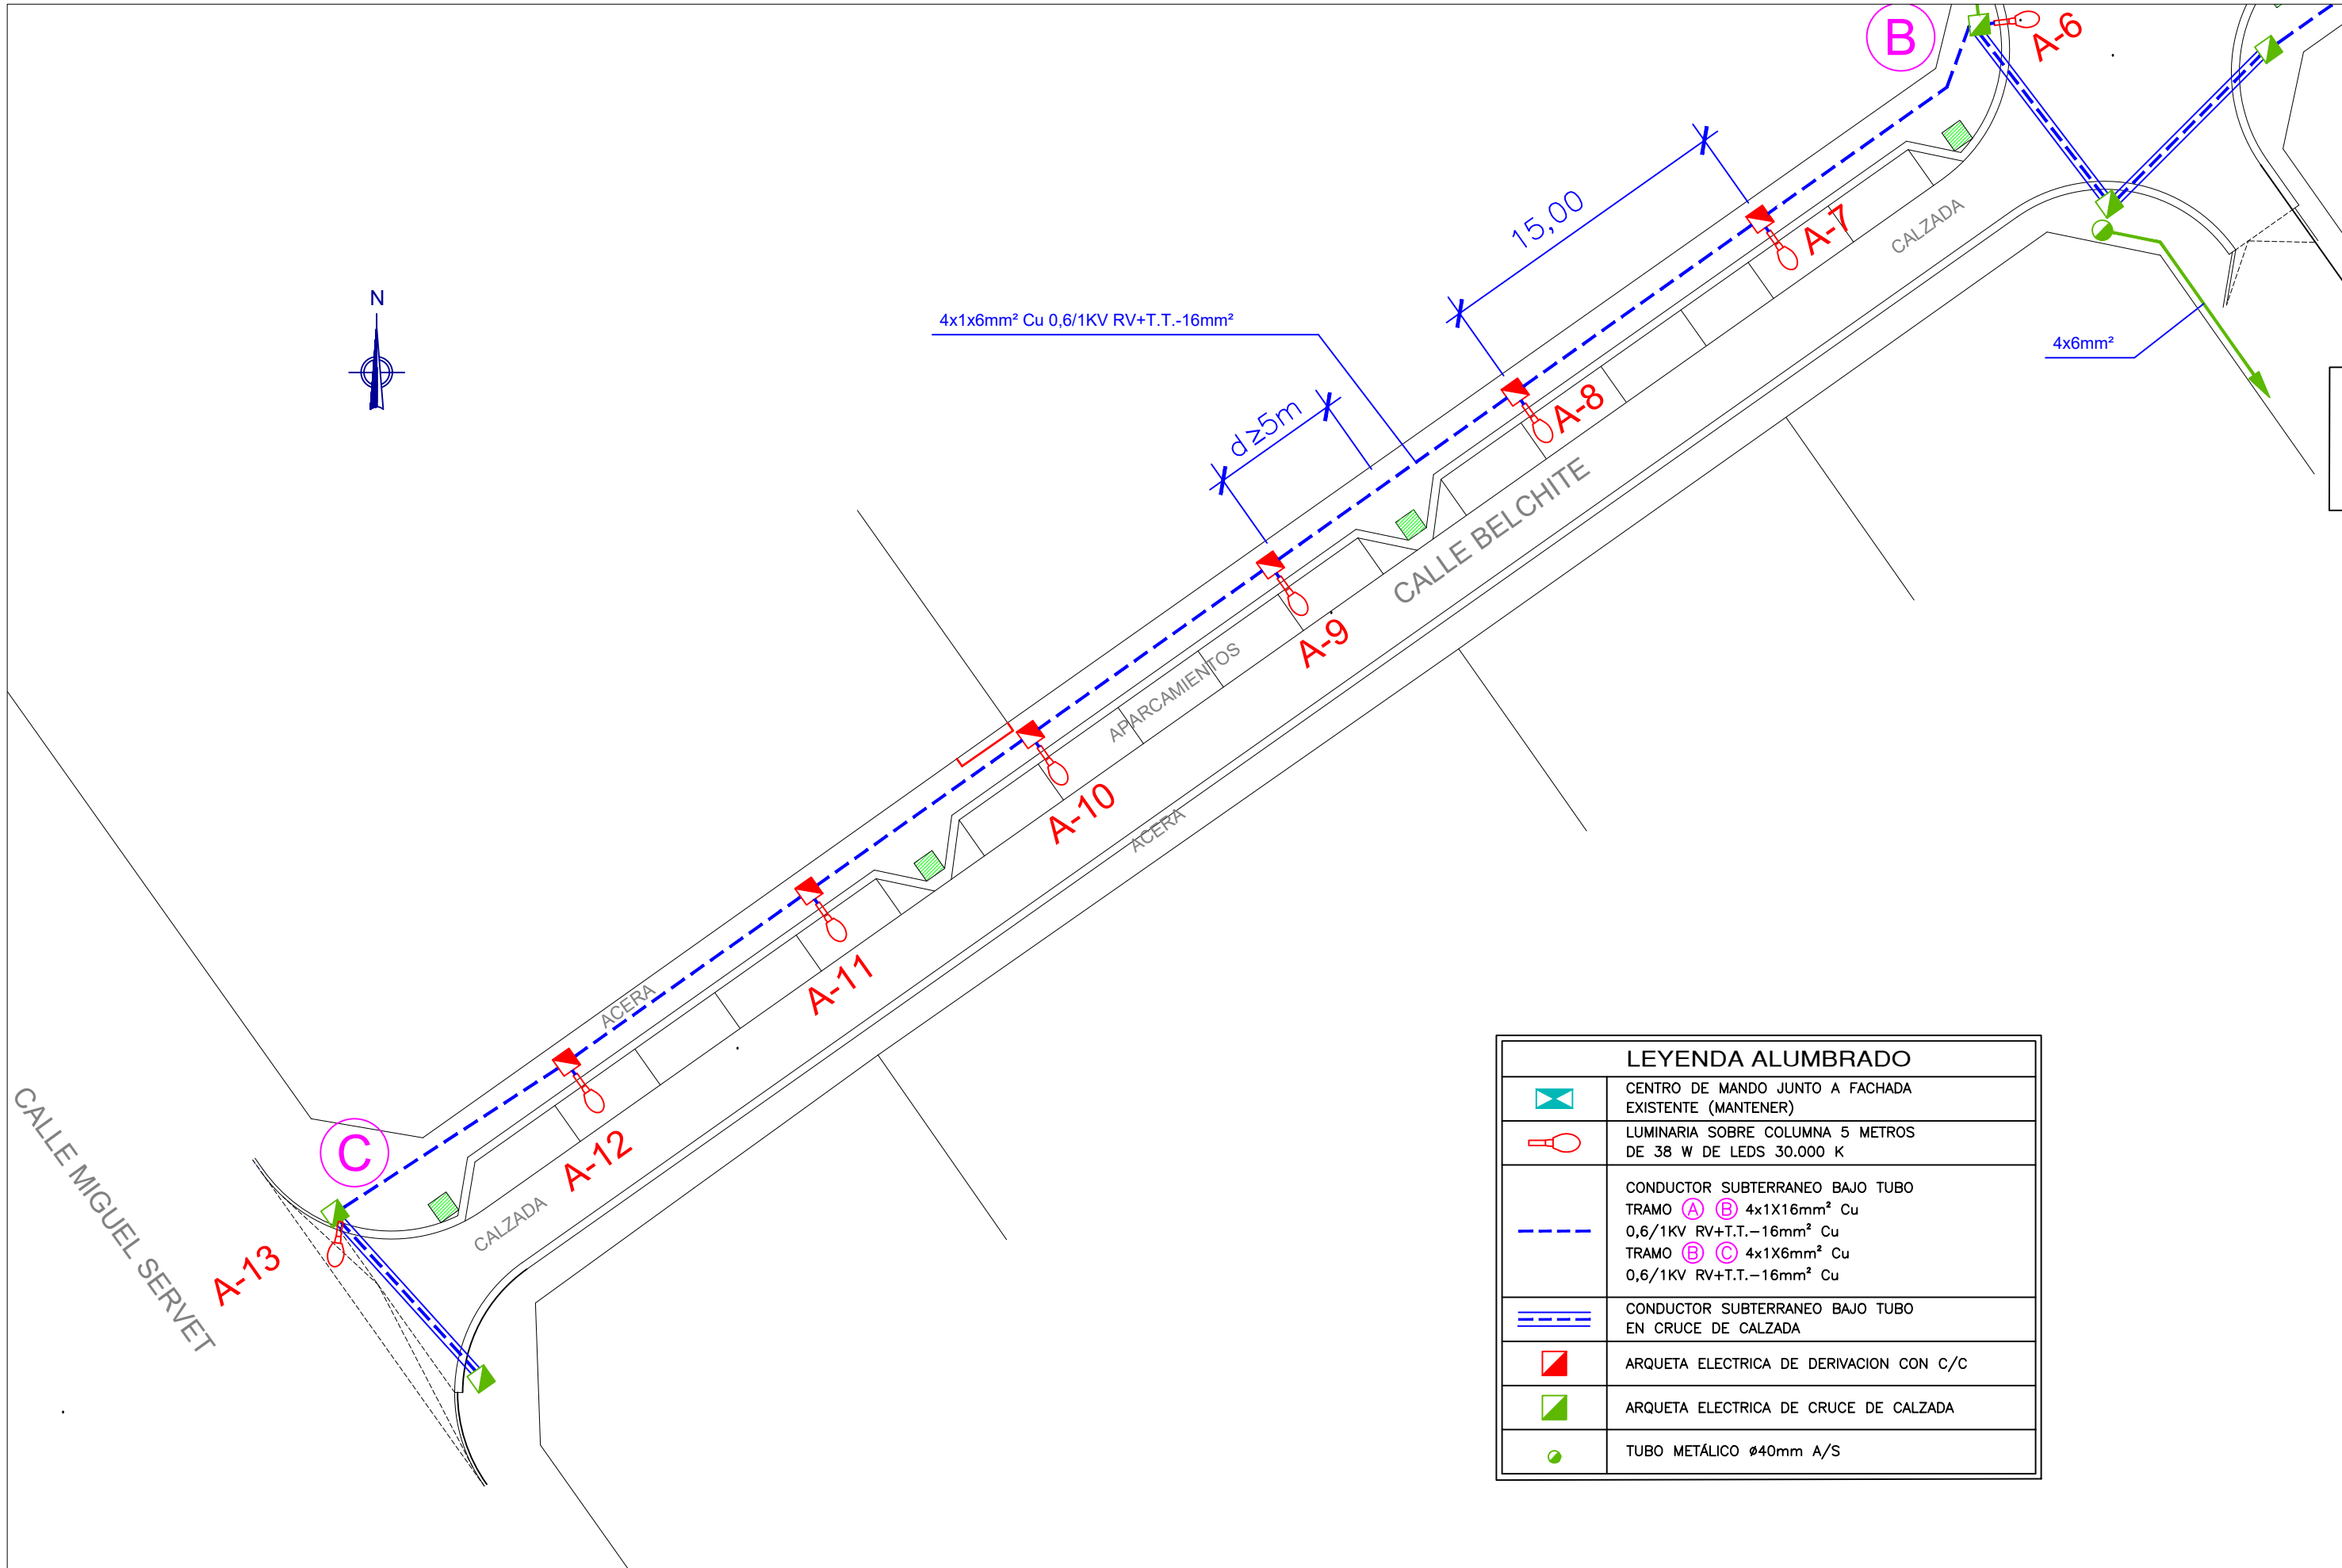 B
A-6
A-7
CALZADA
15,00
N
4x1x6mm² Cu 0,6/1KV RV+T.T.-16mm²
4x6mm²
A-8
d≥5m
CALLE BELCHITE
A-9
APARCAMIENTOS
A-10
ACERA
A-11
ACERA
A-12
C
CALZADA
A-13
CALLE MIGUEL SERVET
LEYENDA ALUMBRADO
CENTRO DE MANDO JUNTO A FACHADA
EXISTENTE (MANTENER)
LUMINARIA SOBRE COLUMNA 5 METROS
DE 38 W DE LEDS 30.000 K
CONDUCTOR SUBTERRANEO BAJO TUBO
TRAMO A B 4x1X16mm² Cu
0,6/1KV RV+T.T.-16mm² Cu
TRAMO B C 4x1X6mm² Cu
0,6/1KV RV+T.T.-16mm² Cu
CONDUCTOR SUBTERRANEO BAJO TUBO
EN CRUCE DE CALZADA
ARQUETA ELECTRICA DE DERIVACION CON C/C
ARQUETA ELECTRICA DE CRUCE DE CALZADA
TUBO METÁLICO ø40mm A/S